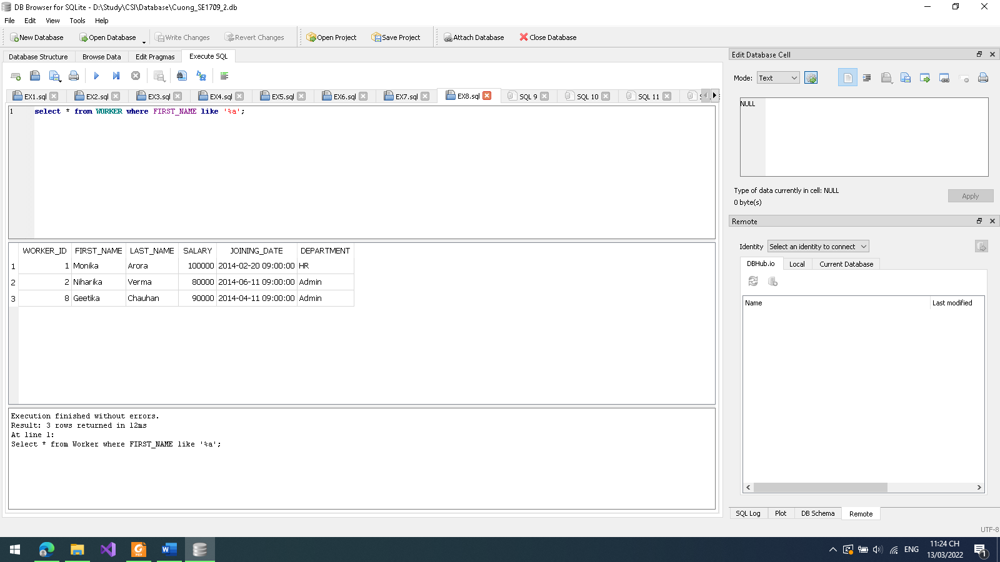 DB Browser for SQLite - D:\Study\CSI\Database\Cuong_SE1709_2.db
File Edit View Tools Help
New Database Open Database Write Changes Revert Changes Open Project Save Project Attach Database Close Database
Database Structure Browse Data Edit Pragmas Execute SQL
EX1.sql EX2.sql EX3.sql EX4.sql EX5.sql EX6.sql EX7.sql EX8.sql SQL 9 SQL 10 SQL 11
1 select * from WORKER where FIRST_NAME like '%a';
WORKER_ID FIRST_NAME LAST_NAME SALARY JOINING_DATE DEPARTMENT
1 1 Monika Arora 100000 2014-02-20 09:00:00 HR
2 2 Niharika Verma 80000 2014-06-11 09:00:00 Admin
3 8 Geetika Chauhan 90000 2014-04-11 09:00:00 Admin
Execution finished without errors.
Result: 3 rows returned in 12ms
At line 1:
Select * from Worker where FIRST_NAME like '%a';
Edit Database Cell
Mode: Text
NULL
Type of data currently in cell: NULL
0 byte(s)
Apply
Remote
Identity Select an identity to connect
DBHub.io Local Current Database
Name Last modified
SQL Log Plot DB Schema Remote
UTF-8
ENG 11:24 CH
13/03/2022
1